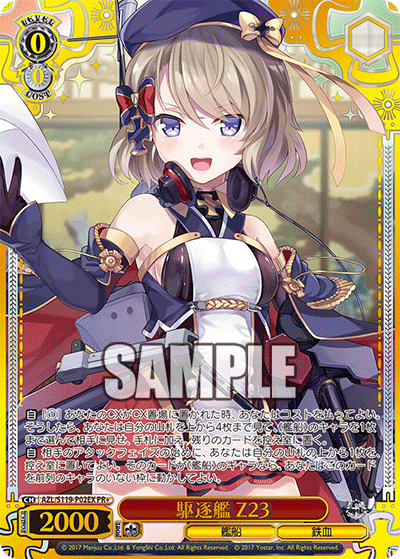 LEVEL
0
0
COST
SAMPLE
自 [(1)] あなたのCXがCX置場に置かれた時、あなたはコストを払ってよい。
そうしたら、あなたは自分の山札を上から4枚まで見て、《艦船》のキャラを1枚
まで選んで相手に見せ、手札に加え、残りのカードを控え室に置く。
自 相手のアタックフェイズの始めに、あなたは自分の山札の上から1枚を、
控え室に置いてよい。そのカードが《艦船》のキャラなら、あなたはこのカード
を前列のキャラのいない枠に動かしてよい。
CH AZL/S119-P02EX PR+
POWER
2000
駆逐艦 Z23
艦船
鉄血
© 2017 Manjuu Co.,Ltd. & YongShi Co.,Ltd. All Rights Reserved. © 2017 Yostar, Inc. All Rights Reserved.